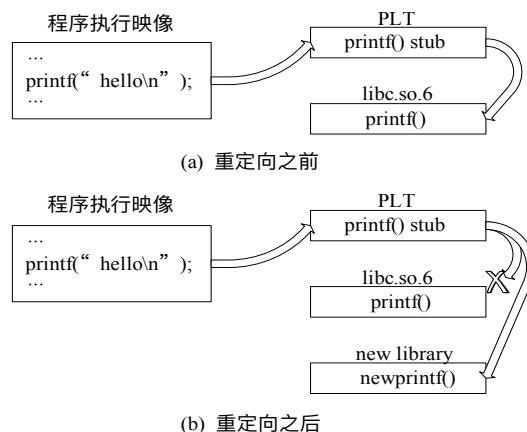 程序执行映像
…
printf(“ hello\n” );
…
PLT
printf() stub
libc.so.6
printf()
(a) 重定向之前
程序执行映像
…
printf(“ hello\n” );
…
PLT
printf() stub
libc.so.6
printf()
new library
newprintf()
(b) 重定向之后